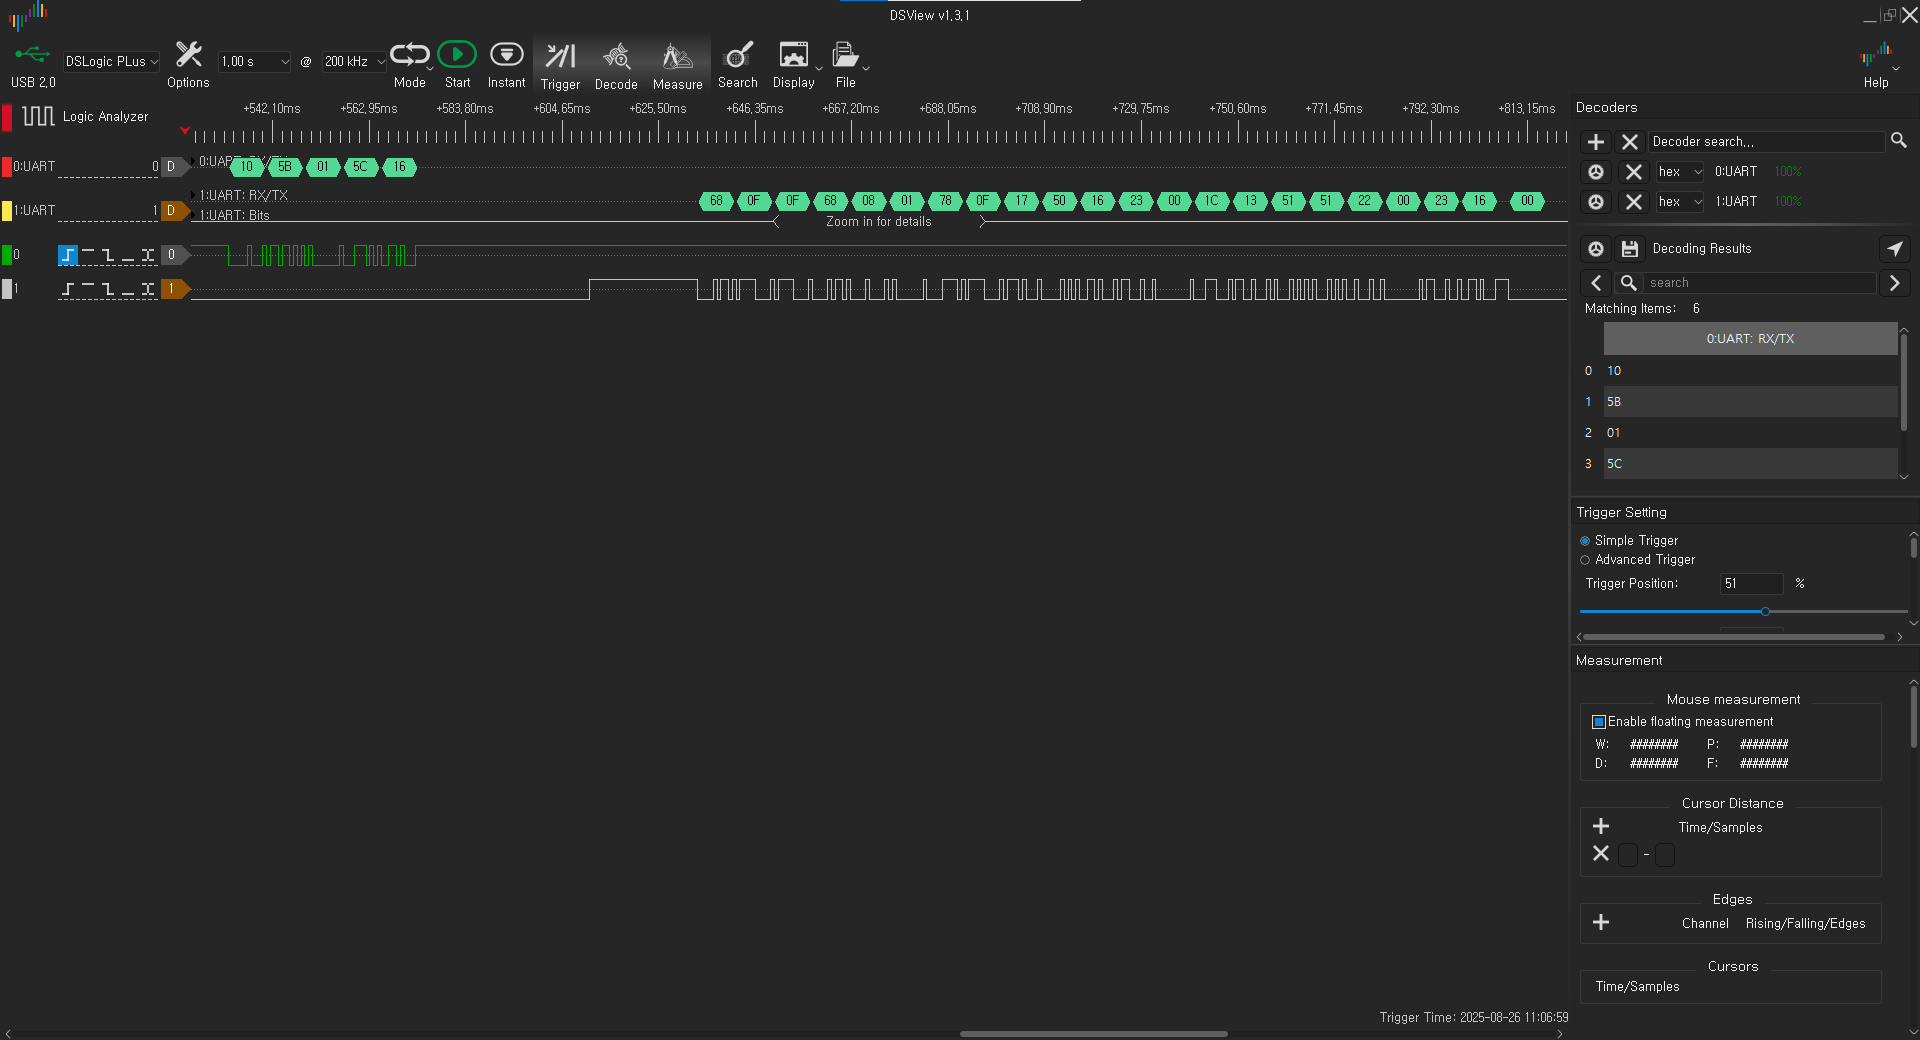 DSView v1.3.1
USB 2.0
DSLogic PLus
Options
1.00 s
@
200 kHz
Mode
Start
Instant
Trigger
Decode
Measure
Search
Display
File
Help
Logic Analyzer
+542.10ms +562.95ms +583.80ms +604.65ms +625.50ms +646.35ms +667.20ms +688.05ms +708.90ms +729.75ms +750.60ms +771.45ms +792.30ms +813.15ms
0:UART 0 D
10 5B 01 5C 16
1:UART: RX/TX
68 0F 0F 68 08 01 78 0F 17 50 16 23 00 1C 13 51 51 22 00 23 16 00
1:UART 1 D
1:UART: Bits
Zoom in for details
0 0
1 1
Decoders
Decoder search...
hex 0:UART 100%
hex 1:UART 100%
Decoding Results
search
Matching Items: 6
0:UART: RX/TX
0 10
1 5B
2 01
3 5C
Trigger Setting
Simple Trigger
Advanced Trigger
Trigger Position: 51 %
Measurement
Mouse measurement
Enable floating measurement
W: ######## P: ########
D: ######## F: ########
Cursor Distance
Time/Samples
-
Edges
Channel Rising/Falling/Edges
Cursors
Time/Samples
Trigger Time: 2025-08-26 11:06:59